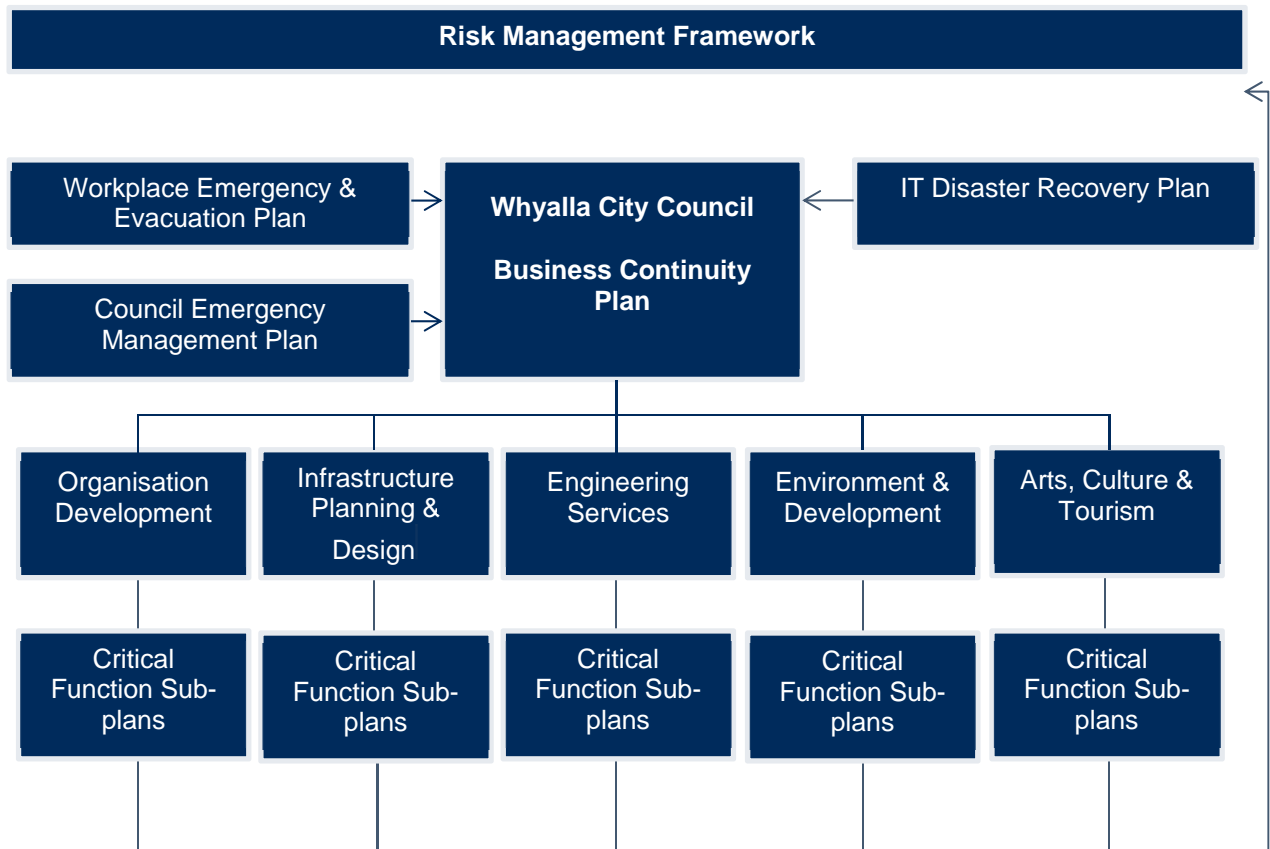 Risk Management Framework
Workplace Emergency &
Evacuation Plan
Council Emergency
Management Plan
Whyalla City Council
Business Continuity
Plan
IT Disaster Recovery Plan
Organisation
Development
Infrastructure
Planning &
Design
Engineering
Services
Environment &
Development
Arts, Culture &
Tourism
Critical
Function Sub-
plans
Critical
Function Sub-
plans
Critical
Function Sub-
plans
Critical
Function Sub-
plans
Critical
Function Sub-
plans